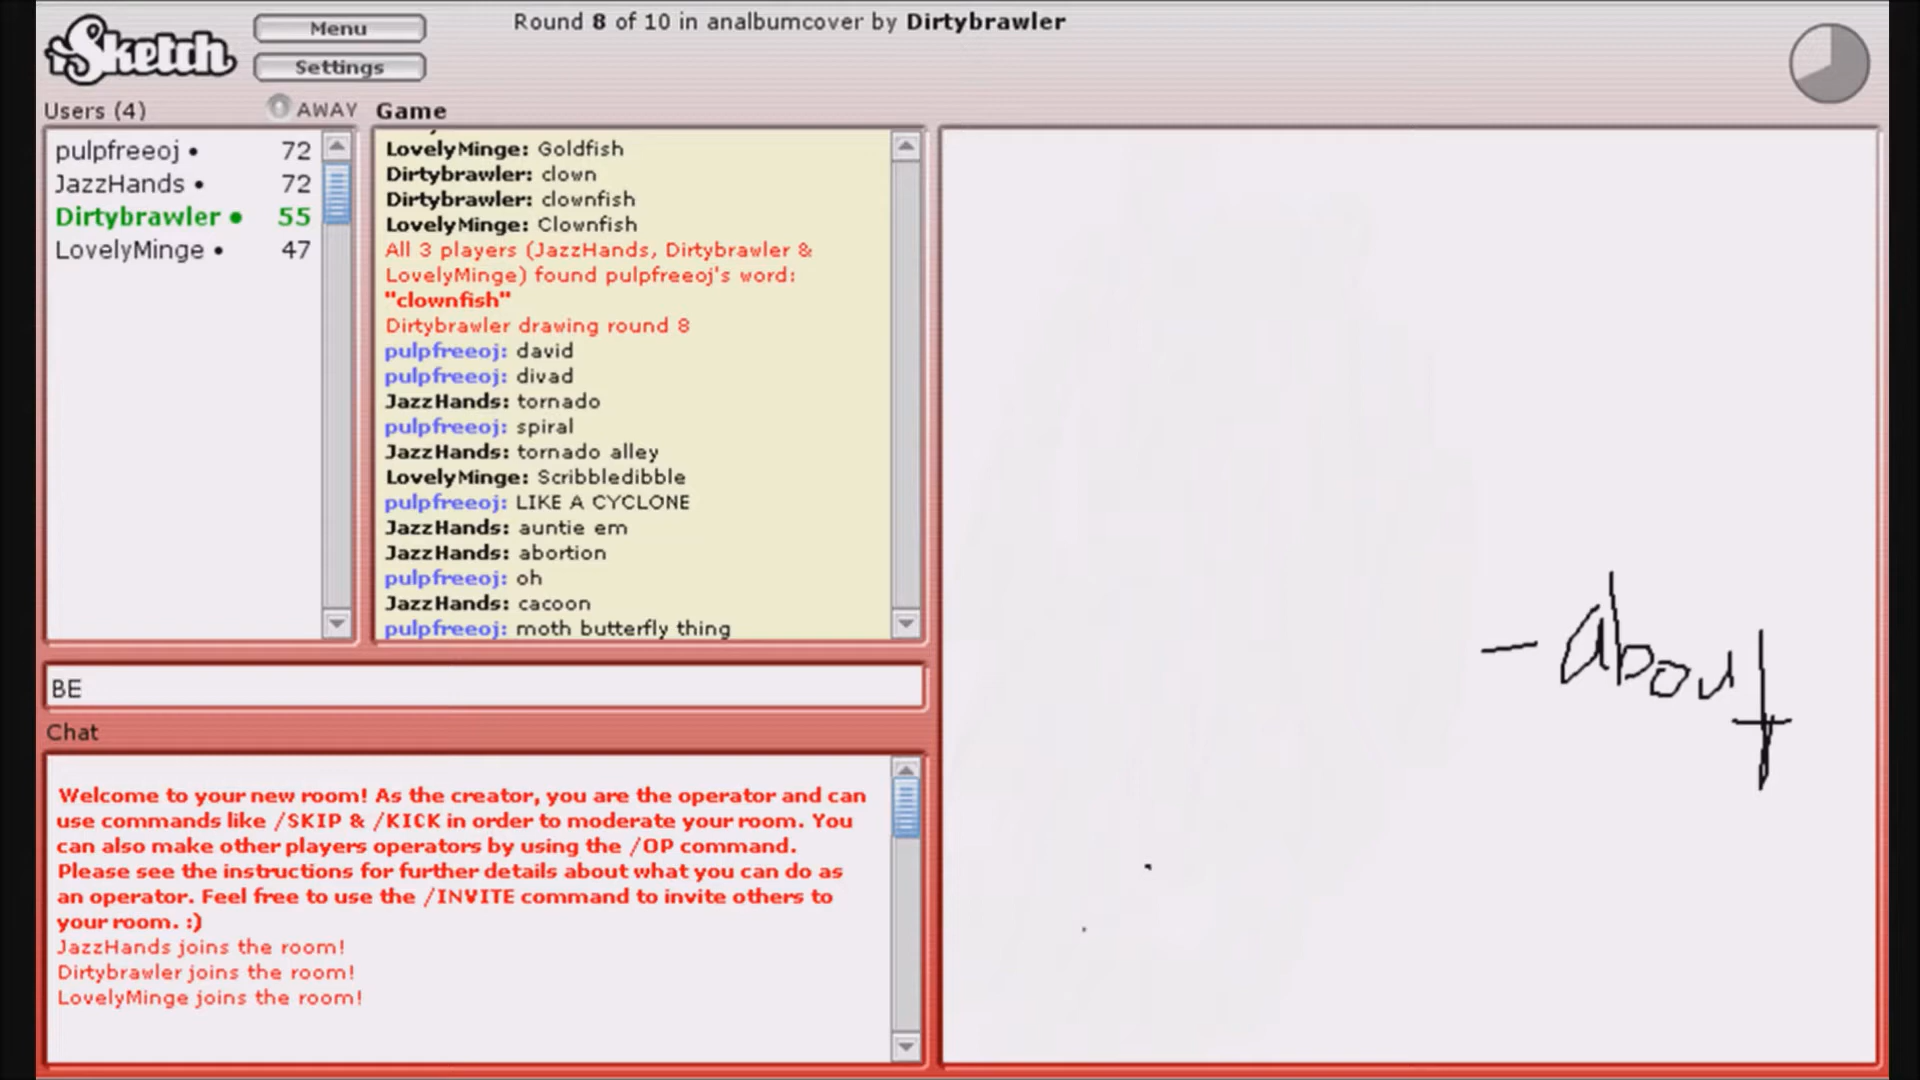 iSketch
Menu
Settings
Round 8 of 10 in analbumcover by Dirtybrawler
Users (4)
AWAY
Game
pulpfreeoj • 72
JazzHands • 72
Dirtybrawler • 55
LovelyMinge • 47
LovelyMinge: Goldfish
Dirtybrawler: clown
Dirtybrawler: clownfish
LovelyMinge: Clownfish
All 3 players (JazzHands, Dirtybrawler &
LovelyMinge) found pulpfreeoj's word:
"clownfish"
Dirtybrawler drawing round 8
pulpfreeoj: david
pulpfreeoj: divad
JazzHands: tornado
pulpfreeoj: spiral
JazzHands: tornado alley
LovelyMinge: Scribbledibble
pulpfreeoj: LIKE A CYCLONE
JazzHands: auntie em
JazzHands: abortion
pulpfreeoj: oh
JazzHands: cacoon
pulpfreeoj: moth butterfly thing
BE
Chat
Welcome to your new room! As the creator, you are the operator and can
use commands like /SKIP & /KICK in order to moderate your room. You
can also make other players operators by using the /OP command.
Please see the instructions for further details about what you can do as
an operator. Feel free to use the /INVITE command to invite others to
your room. :)
JazzHands joins the room!
Dirtybrawler joins the room!
LovelyMinge joins the room!
- about